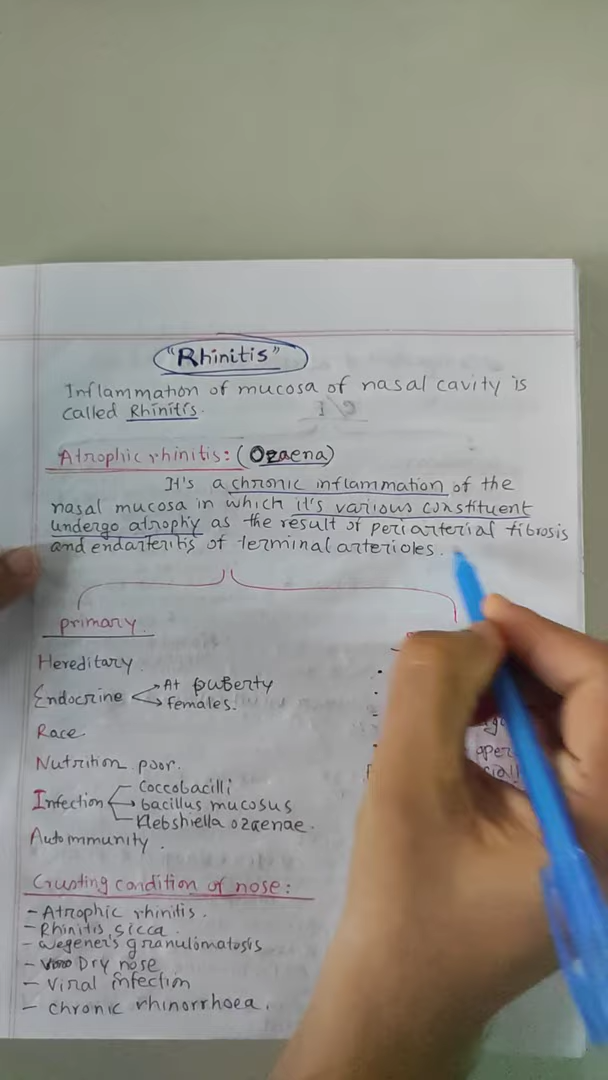 "Rhinitis"
Inflammation of mucosa of nasal cavity is
called Rhinitis.
Atrophic rhinitis: (Ozaena)
It's a chronic inflammation of the
nasal mucosa in which it's various constituent
undergo atrophy as the result of periarterial fibrosis
and endarteritis of terminal arterioles.
primary.
Hereditary.
Endocrine At puberty
females.
Race
Nutrition poor.
Infection Coccobacilli
bacillus mucosus
Klebshiella ozaenae.
Autoimmunity.
Crusting condition of nose:
- Atrophic rhinitis.
- Rhinitis sicca.
- Wegener's granulomatosis
- Dry nose
- Viral infection
- chronic rhinorrhoea.